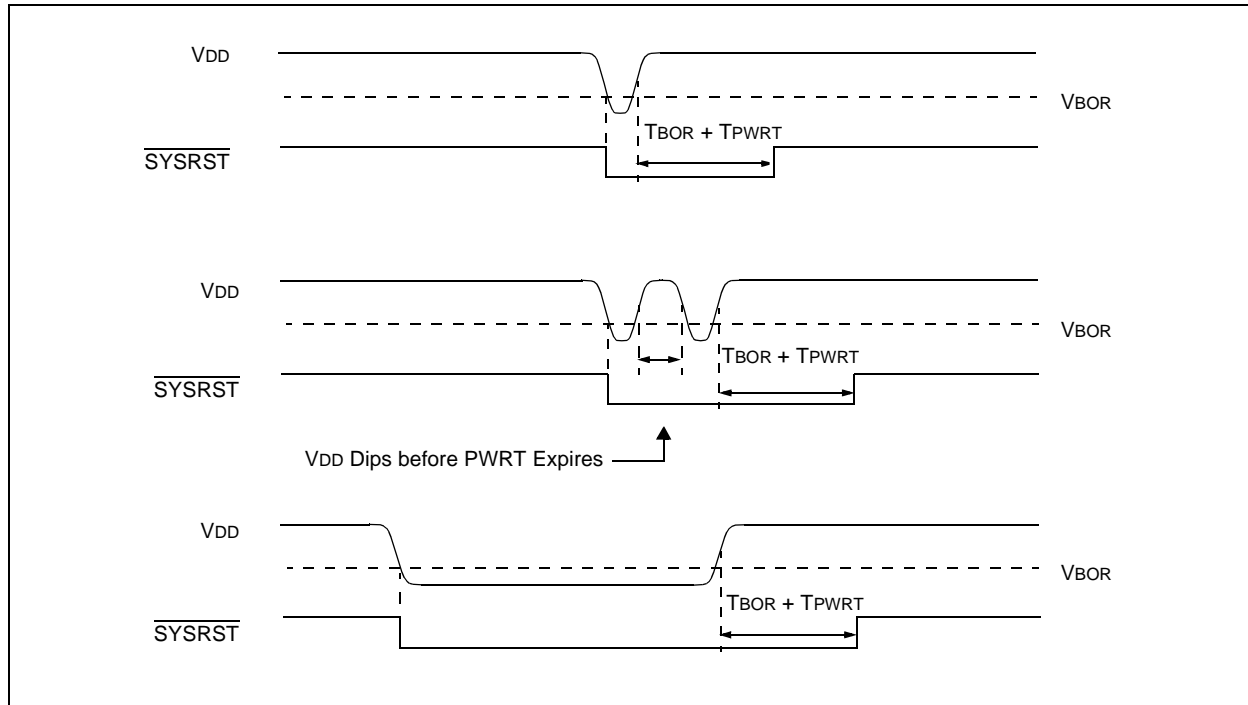 VDD
VBOR
TBOR + TPWRT
SYSRST
VDD
VBOR
TBOR + TPWRT
SYSRST
VDD Dips before PWRT Expires
VDD
VBOR
TBOR + TPWRT
SYSRST